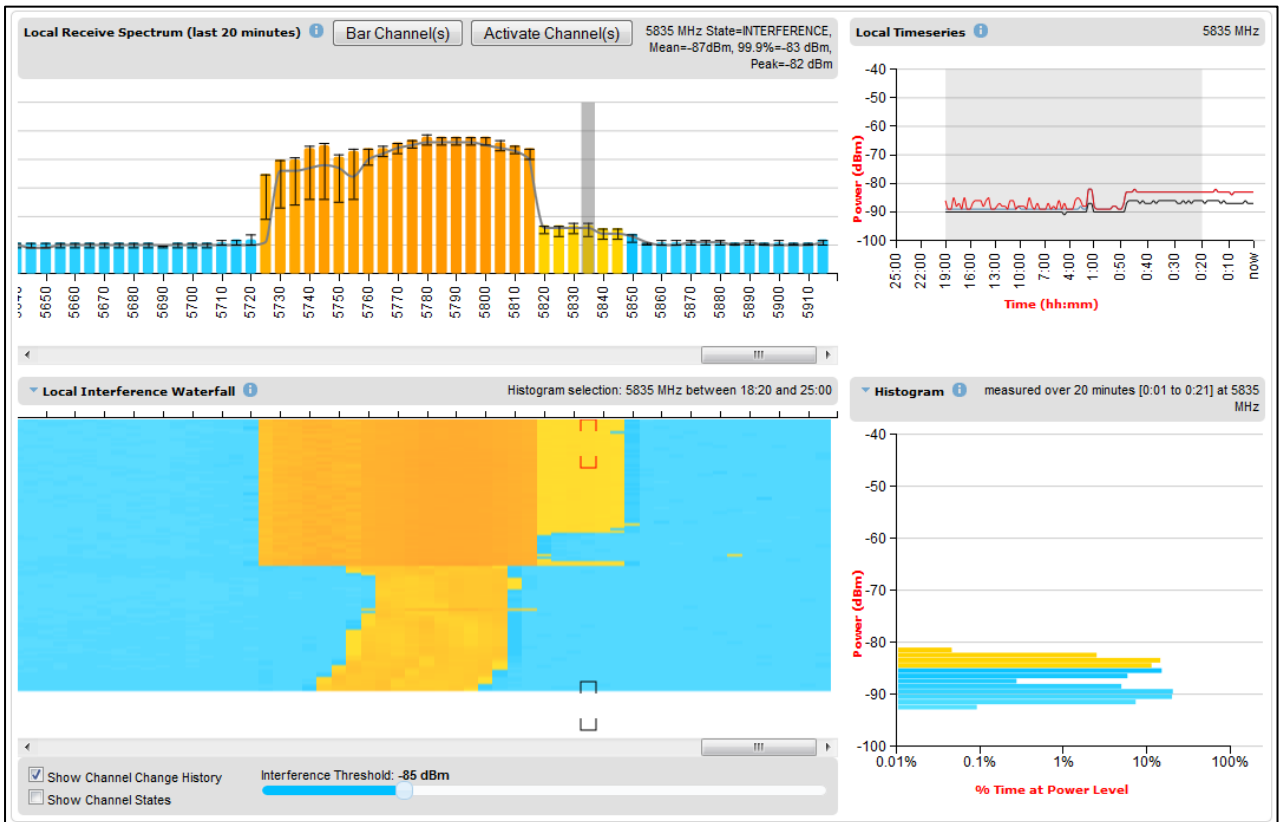 Local Receive Spectrum (last 20 minutes)
Bar Channel(s)
Activate Channel(s)
5835 MHz State=INTERFERENCE,
Mean=-87dBm, 99.9%=-83 dBm,
Peak=-82 dBm
5650 5660 5670 5680 5690 5700 5710 5720 5730 5740 5750 5760 5770 5780 5790 5800 5810 5820 5830 5840 5850 5860 5870 5880 5890 5900 5910
Local Timeseries
5835 MHz
-40
-50
-60
-70
-80
-90
-100
Power (dBm)
25:00 22:00 19:00 16:00 13:00 10:00 7:00 4:00 1:00 0:50 0:40 0:30 0:20 0:10 now
Time (hh:mm)
Local Interference Waterfall
Histogram selection: 5835 MHz between 18:20 and 25:00
Show Channel Change History
Show Channel States
Interference Threshold: -85 dBm
Histogram
measured over 20 minutes [0:01 to 0:21] at 5835
MHz
-40
-50
-60
-70
-80
-90
-100
Power (dBm)
0.01% 0.1% 1% 10% 100%
% Time at Power Level